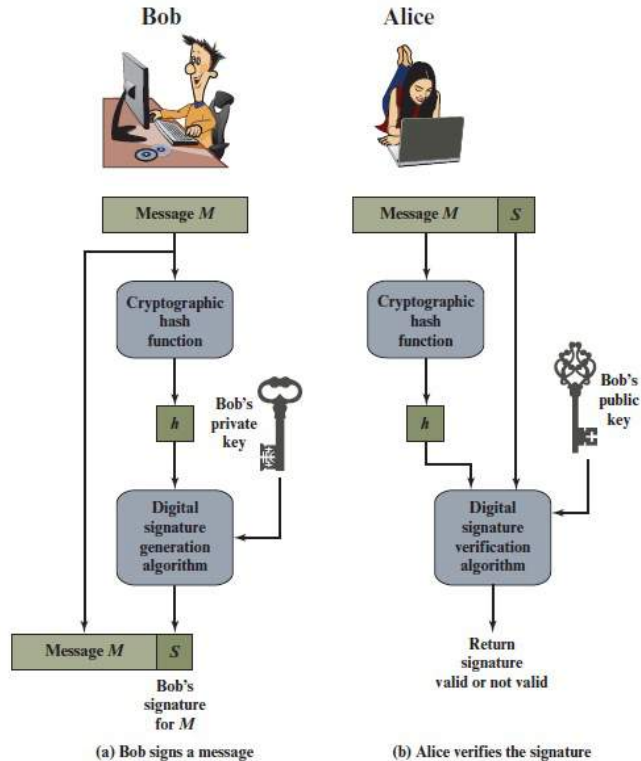 Bob
Message M
Cryptographic
hash
function
h
Bob's
private
key
Digital
signature
generation
algorithm
Message M S
Bob's
signature
for M
(a) Bob signs a message
Alice
Message M S
Cryptographic
hash
function
h
Bob's
public
key
Digital
signature
verification
algorithm
Return
signature
valid or not valid
(b) Alice verifies the signature